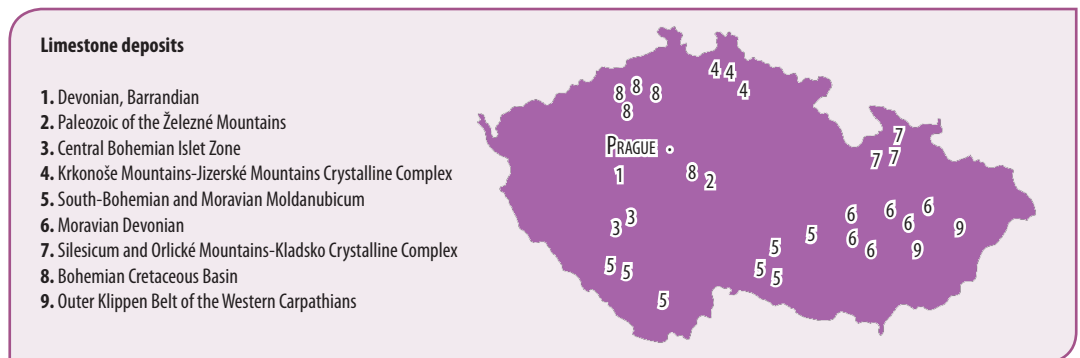 Limestone deposits
1. Devonian, Barrandian
2. Paleozoic of the Železné Mountains
3. Central Bohemian Islet Zone
4. Krkonoše Mountains-Jizerské Mountains Crystalline Complex
5. South-Bohemian and Moravian Moldanubicum
6. Moravian Devonian
7. Silesicum and Orlické Mountains-Kladsko Crystalline Complex
8. Bohemian Cretaceous Basin
9. Outer Klippen Belt of the Western Carpathians
4 4
8 8 8 4
8
7
PRAGUE
7 7
1 8 2
6 6 6
3 3 6 9
5 6
5 6 9
5 5 5 5
5